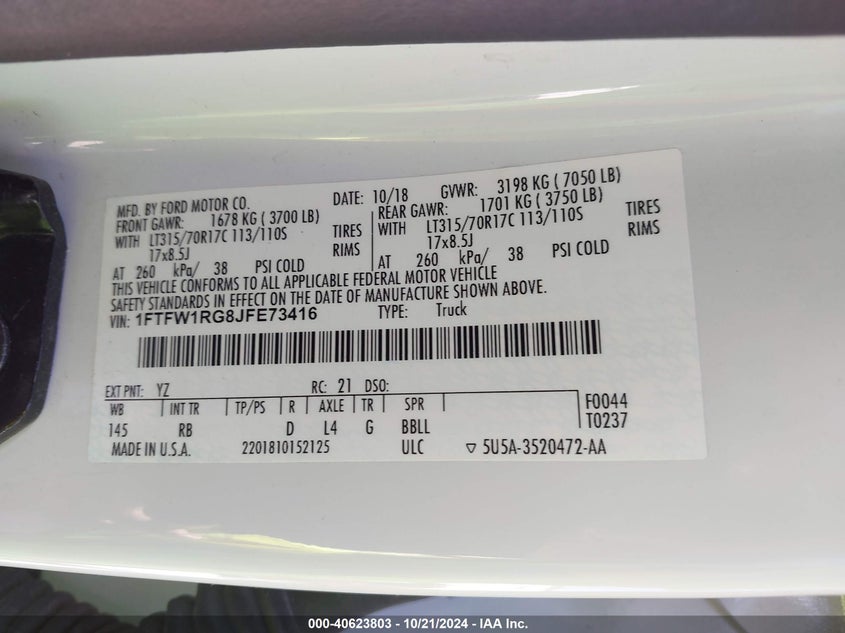 MFD. BY FORD MOTOR CO. DATE: 10/18 GVWR: 3198 KG ( 7050 LB)
FRONT GAWR: 1678 KG ( 3700 LB) REAR GAWR: 1701 KG ( 3750 LB)
WITH LT315/70R17C 113/110S TIRES WITH LT315/70R17C 113/110S TIRES
17x8.5J RIMS 17x8.5J RIMS
AT 260 kPa/ 38 PSI COLD AT 260 kPa/ 38 PSI COLD
THIS VEHICLE CONFORMS TO ALL APPLICABLE FEDERAL MOTOR VEHICLE
SAFETY STANDARDS IN EFFECT ON THE DATE OF MANUFACTURE SHOWN ABOVE.
VIN: 1FTFW1RG8JFE73416 TYPE: Truck
EXT PNT: YZ RC: 21 DSO:
WB INT TR TP/PS R AXLE TR SPR F0044
145 RB D L4 G BBLL T0237
MADE IN U.S.A. 2201810152125 ULC ▽ 5U5A-3520472-AA
000-40623803 - 10/21/2024 - IAA Inc.